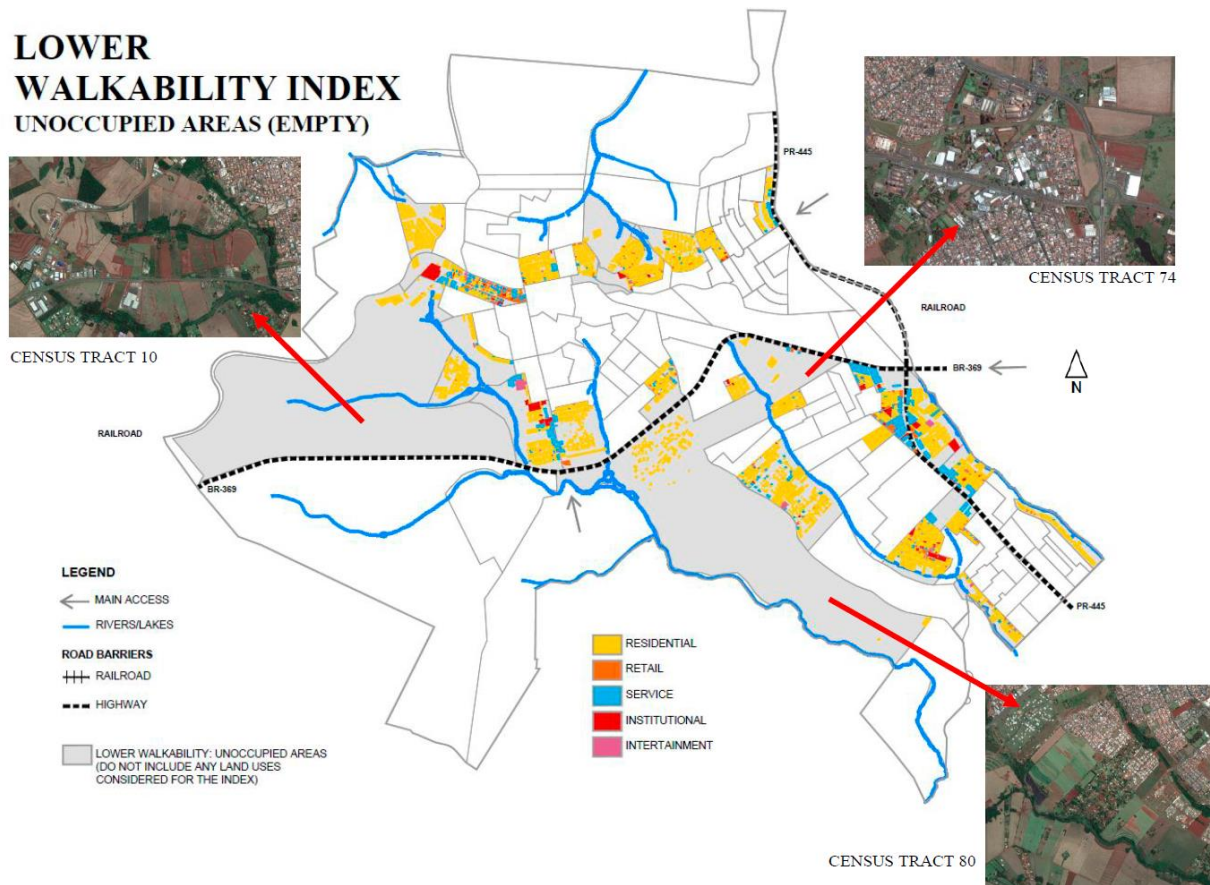 LOWER
WALKABILITY INDEX
UNOCCUPIED AREAS (EMPTY)
PR-445
CENSUS TRACT 74
RAILROAD
CENSUS TRACT 10
BR-369
N
RAILROAD
BR-369
LEGEND
MAIN ACCESS
RIVERS/LAKES
ROAD BARRIERS
RAILROAD
HIGHWAY
LOWER WALKABILITY: UNOCCUPIED AREAS
(DO NOT INCLUDE ANY LAND USES
CONSIDERED FOR THE INDEX)
RESIDENTIAL
RETAIL
SERVICE
INSTITUTIONAL
INTERTAINMENT
PR-445
CENSUS TRACT 80